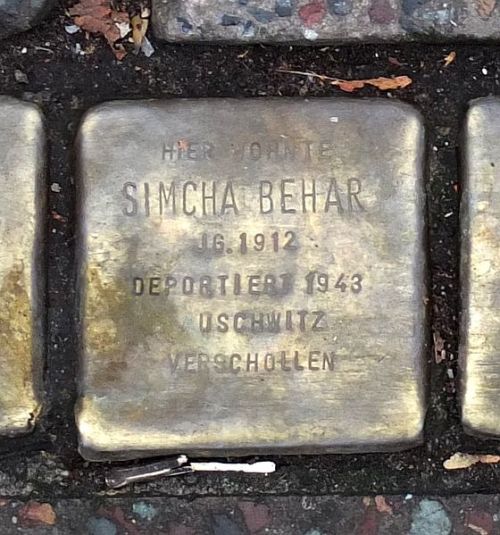 HIER WOHNTE
SIMCHA BEHAR
JG. 1912
DEPORTIERT 1943
USCHWITZ
VERSCHOLLEN